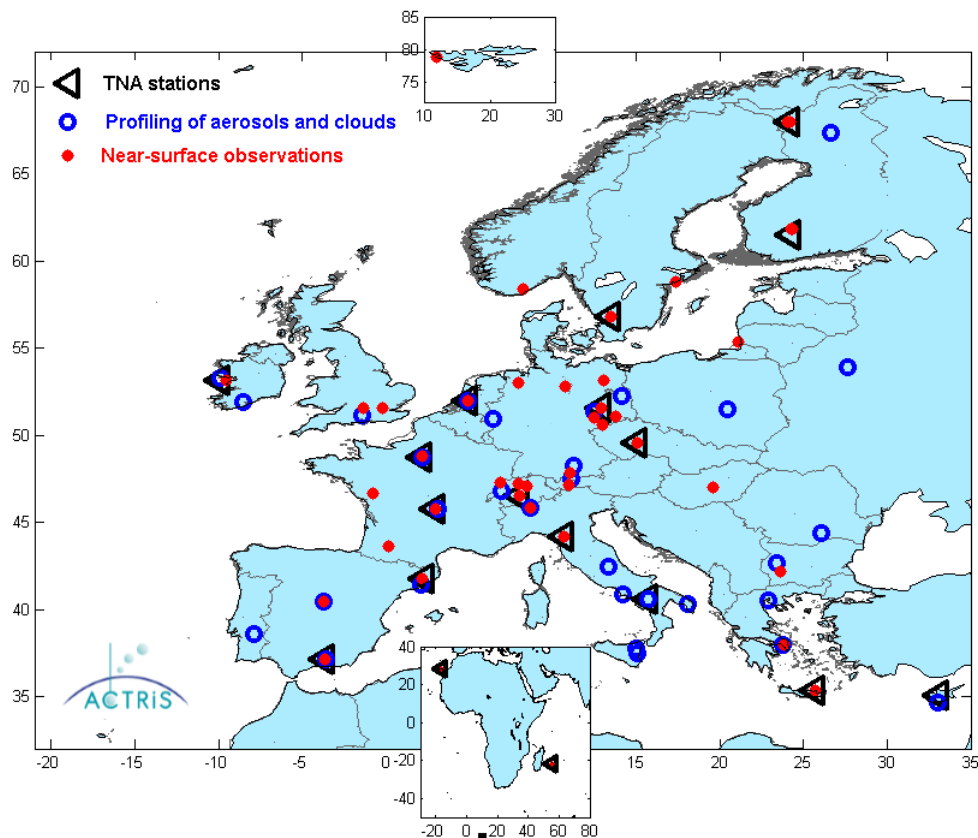 85
80
75
10 20 30
70
65
60
55
50
45
40
35
TNA stations
Profiling of aerosols and clouds
Near-surface observations
ACTRiS
40
20
0
-20
-40
-20 0 20 40 60 80
-20 -15 -10 -5 0 5 10 15 20 25 30 35